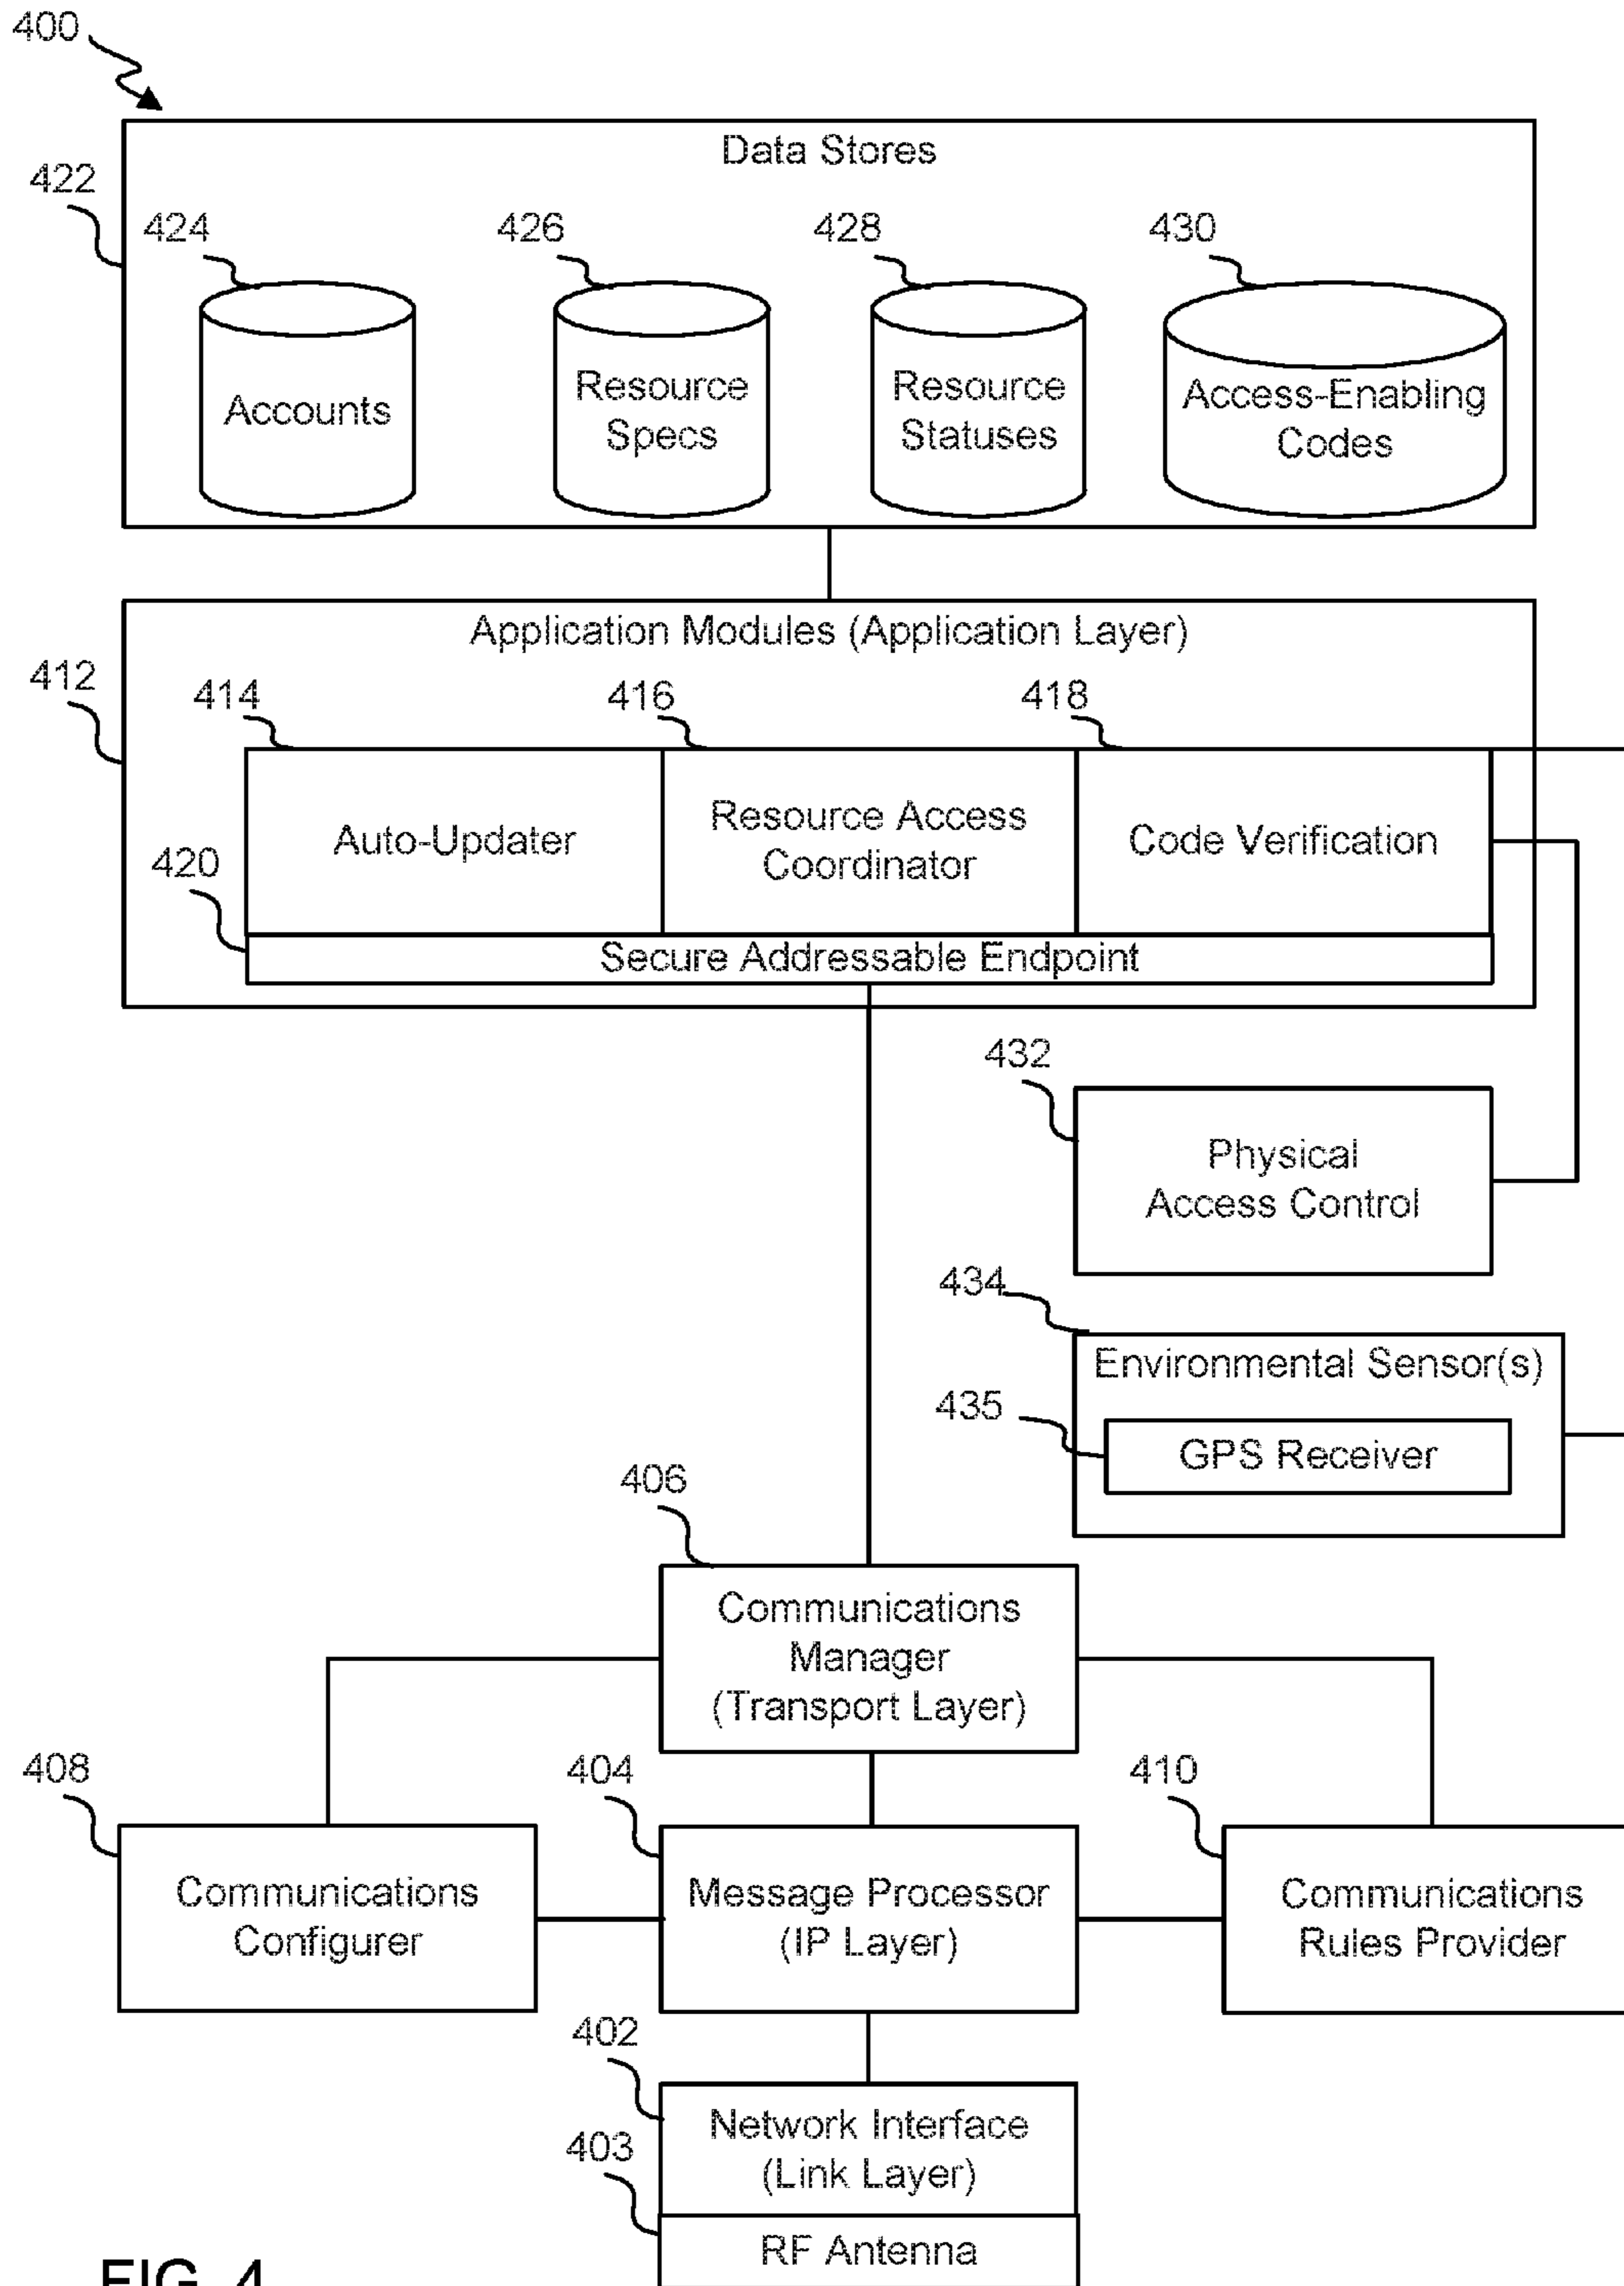 400
Data Stores
422
424
426
428
430
Accounts
Resource
Specs
Resource
Statuses
Access-Enabling
Codes
Application Modules (Application Layer)
412
414
416
418
Auto-Updater
Resource Access
Coordinator
Code Verification
420
Secure Addressable Endpoint
432
Physical
Access Control
434
Environmental Sensor(s)
435
GPS Receiver
406
Communications
Manager
(Transport Layer)
408
404
410
Communications
Configurer
Message Processor
(IP Layer)
Communications
Rules Provider
402
Network Interface
(Link Layer)
403
RF Antenna
FIG. 4